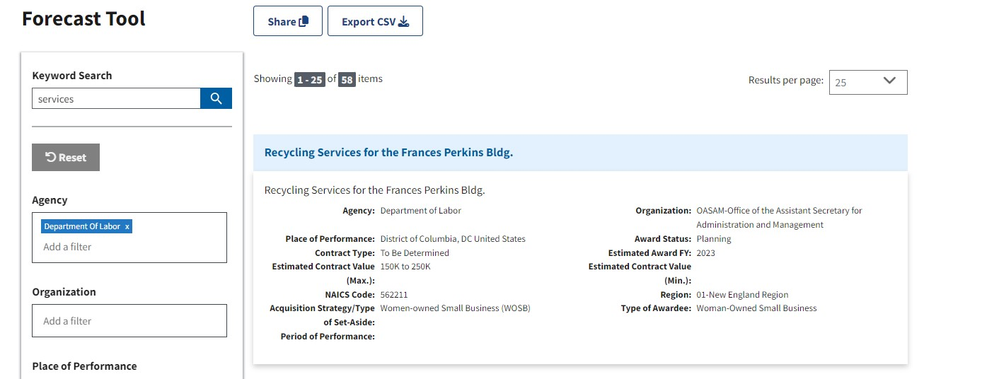 Forecast Tool
Share
Export CSV
Keyword Search
services
Reset
Agency
Department Of Labor x
Add a filter
Organization
Add a filter
Place of Performance
Showing 1 - 25 of 58 items
Results per page: 25
Recycling Services for the Frances Perkins Bldg.
Recycling Services for the Frances Perkins Bldg.
Agency: Department of Labor
Organization: OASAM-Office of the Assistant Secretary for
Administration and Management
Place of Performance: District of Columbia, DC United States
Award Status: Planning
Contract Type: To Be Determined
Estimated Award FY: 2023
Estimated Contract Value 150K to 250K
(Max.):
Estimated Contract Value
(Min.):
NAICS Code: 562211
Region: 01-New England Region
Acquisition Strategy/Type Women-owned Small Business (WOSB)
of Set-Aside:
Type of Awardee: Woman-Owned Small Business
Period of Performance: